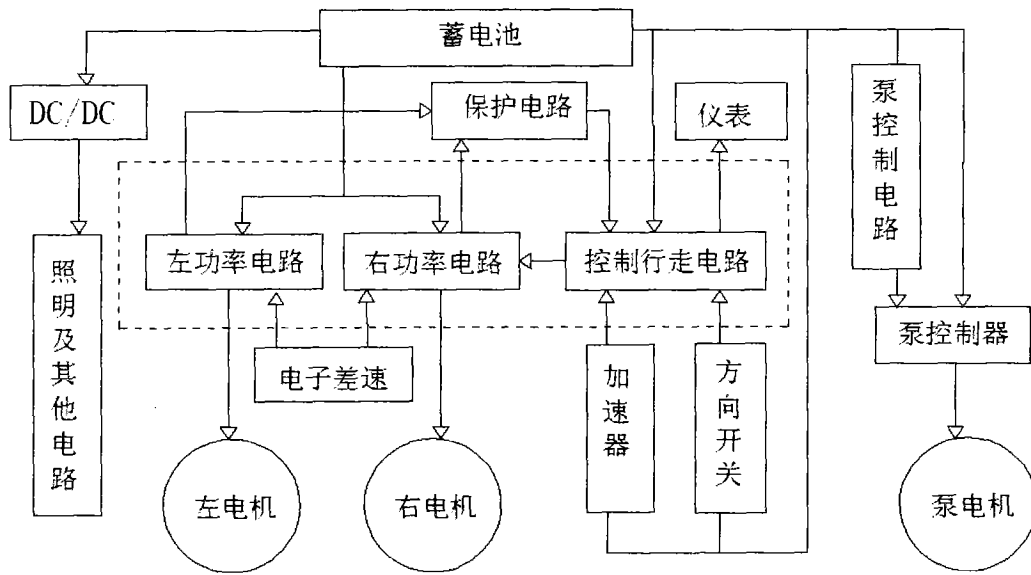 蓄电池
DC/DC
保护电路
仪表
泵控制电路
左功率电路
右功率电路
控制行走电路
照明及其他电路
电子差速
加速器
方向开关
泵控制器
左电机
右电机
泵电机